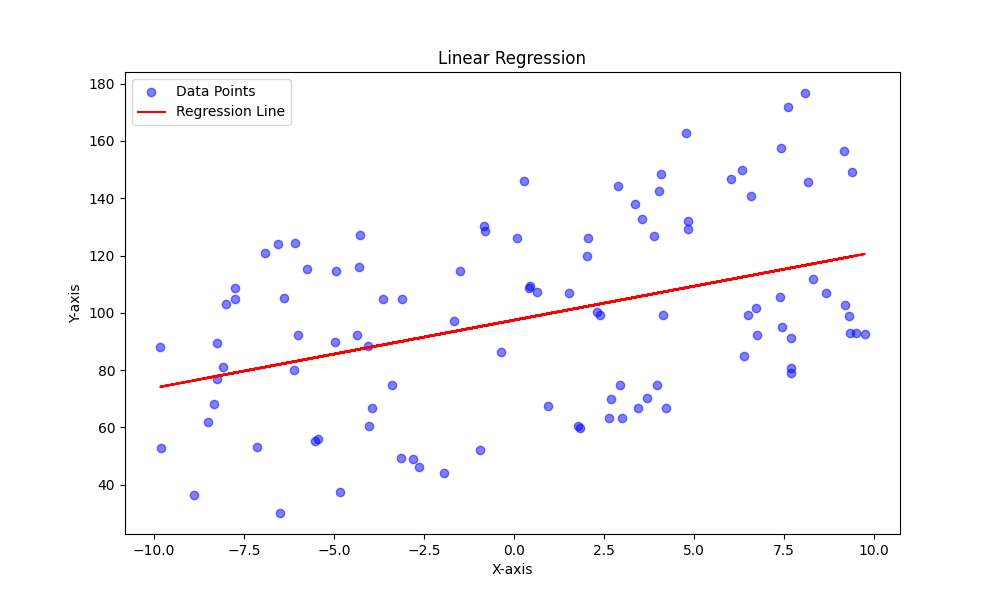 Linear Regression
Data Points
Regression Line
Y-axis
180
160
140
120
100
80
60
40
−10.0 −7.5 −5.0 −2.5 0.0 2.5 5.0 7.5 10.0
X-axis